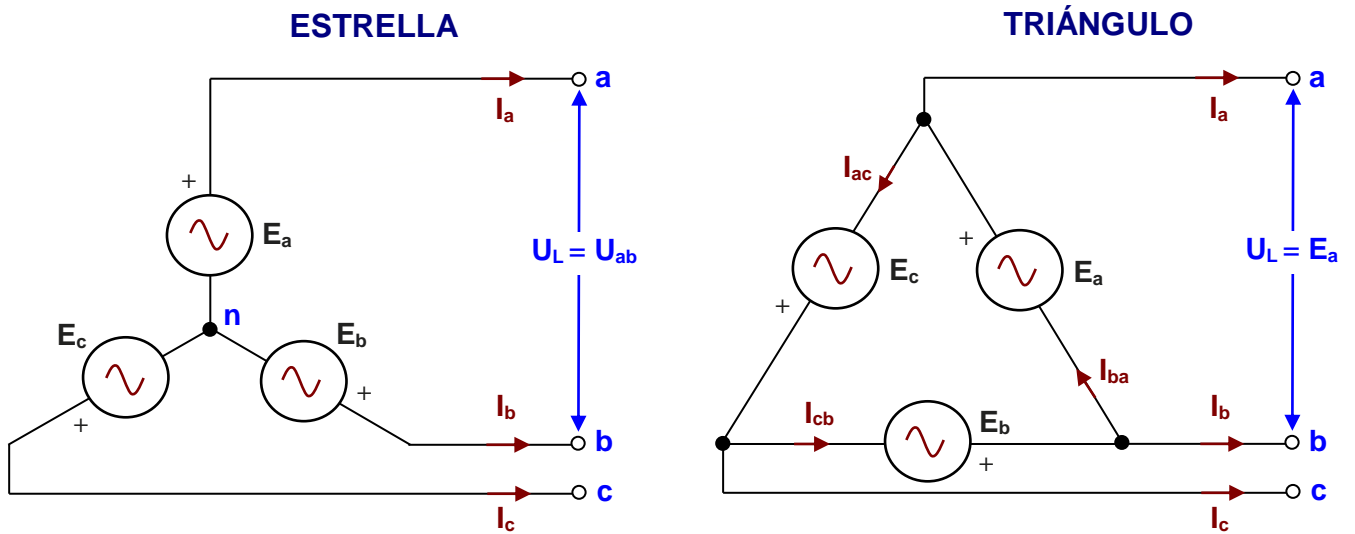 ESTRELLA
a
Ia
+
Ea
UL = Uab
n
Ec
Eb
+
+
Ib
b
c
Ic
TRIÁNGULO
a
Ia
Iac
+
Ec
Ea
UL = Ea
+
Iba
Icb
Eb
Ib
b
+
c
Ic